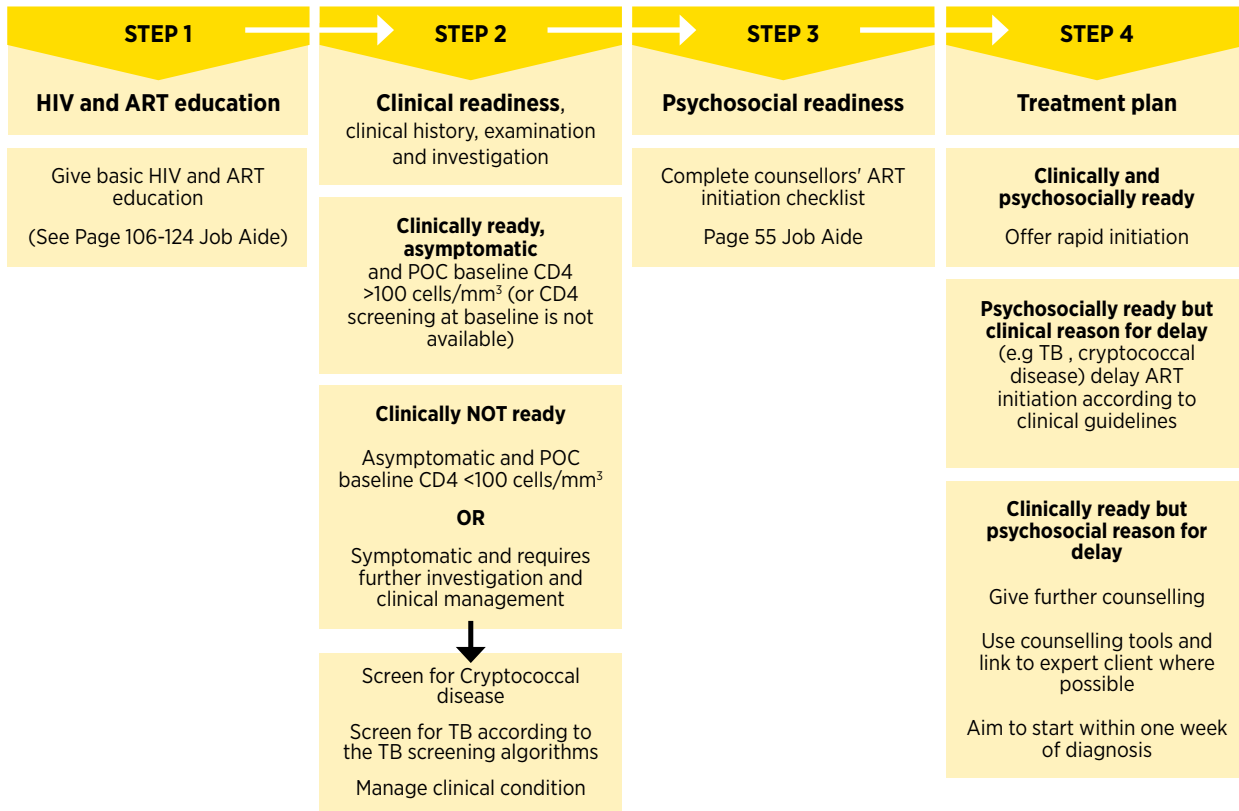 STEP 1
HIV and ART education
Give basic HIV and ART
education
(See Page 106-124 Job Aide)
STEP 2
Clinical readiness,
clinical history, examination
and investigation
Clinically ready,
asymptomatic
and POC baseline CD4
>100 cells/mm³ (or CD4
screening at baseline is not
available)
Clinically NOT ready
Asymptomatic and POC
baseline CD4 <100 cells/mm³
OR
Symptomatic and requires
further investigation and
clinical management
Screen for Cryptococcal
disease
Screen for TB according to
the TB screening algorithms
Manage clinical condition
STEP 3
Psychosocial readiness
Complete counsellors' ART
initiation checklist
Page 55 Job Aide
STEP 4
Treatment plan
Clinically and
psychosocially ready
Offer rapid initiation
Psychosocially ready but
clinical reason for delay
(e.g TB , cryptococcal
disease) delay ART
initiation according to
clinical guidelines
Clinically ready but
psychosocial reason for
delay
Give further counselling
Use counselling tools and
link to expert client where
possible
Aim to start within one week
of diagnosis